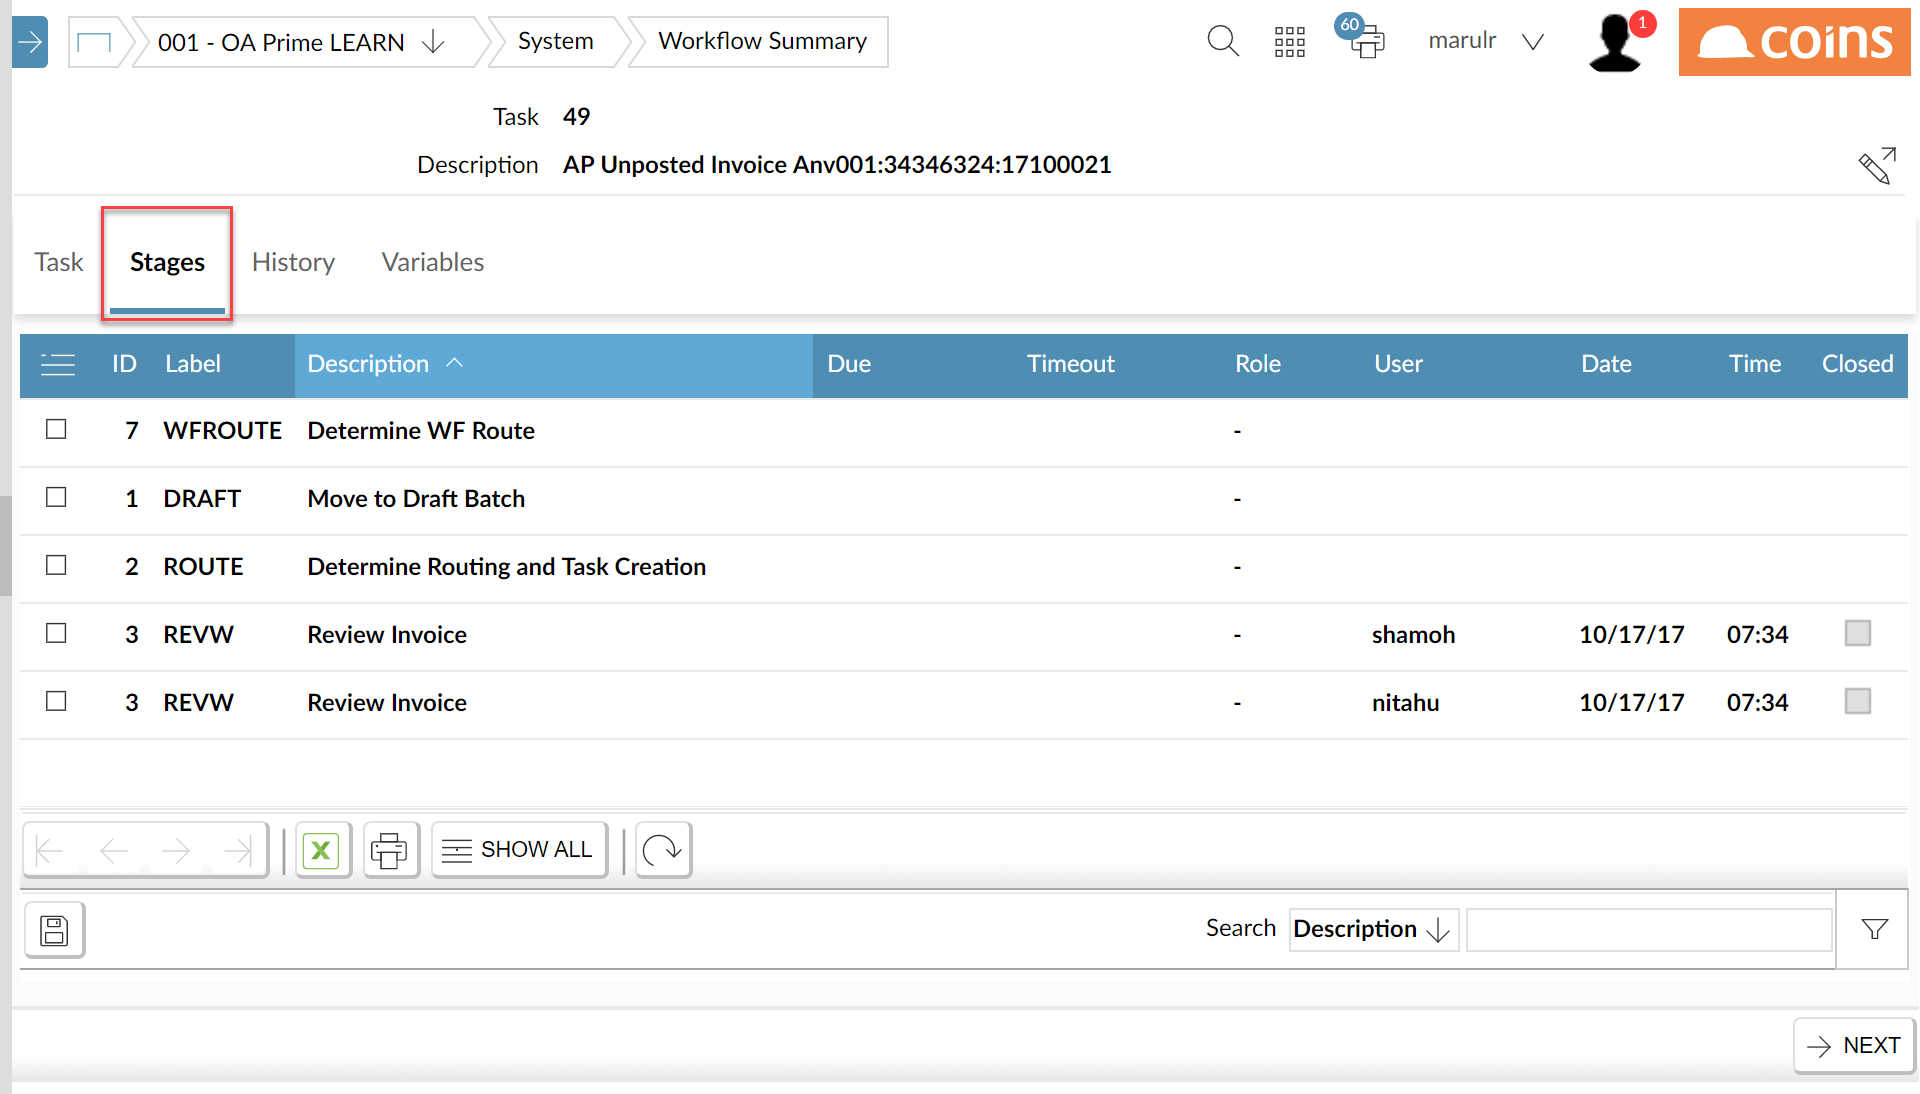 001 - OA Prime LEARN
System
Workflow Summary
60
marulr
1
coins
Task 49
Description AP Unposted Invoice Anv001:34346324:17100021
Task Stages History Variables
ID Label Description Due Timeout Role User Date Time Closed
7 WFROUTE Determine WF Route -
1 DRAFT Move to Draft Batch -
2 ROUTE Determine Routing and Task Creation -
3 REVW Review Invoice - shamoh 10/17/17 07:34
3 REVW Review Invoice - nitahu 10/17/17 07:34
X
SHOW ALL
Search Description
NEXT